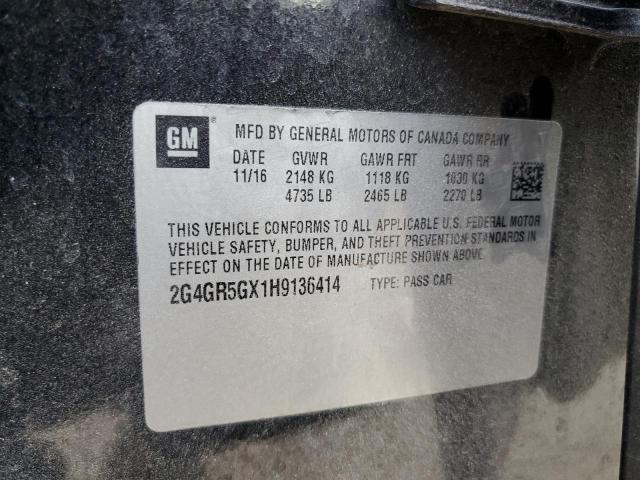 GM
MFD BY GENERAL MOTORS OF CANADA COMPANY
DATE GVWR GAWR FRT GAWR RR
11/16 2148 KG 1118 KG 1030 KG
4735 LB 2465 LB 2270 LB
THIS VEHICLE CONFORMS TO ALL APPLICABLE U.S. FEDERAL MOTOR
VEHICLE SAFETY, BUMPER, AND THEFT PREVENTION STANDARDS IN
EFFECT ON THE DATE OF MANUFACTURE SHOWN ABOVE.
2G4GR5GX1H9136414 TYPE: PASS CAR